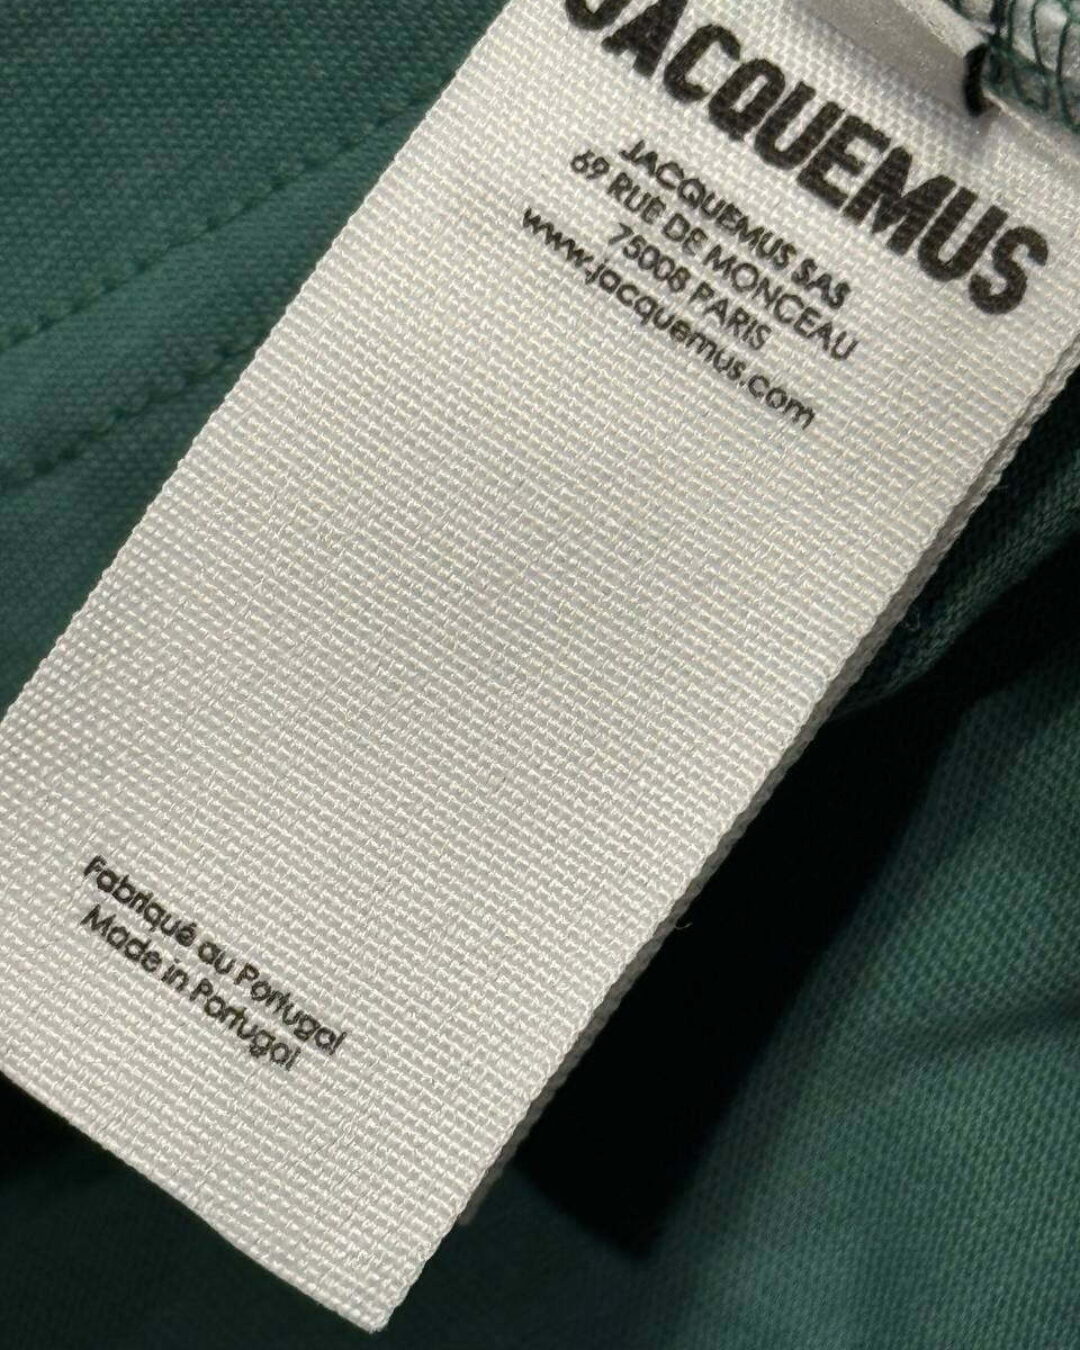 JACQUEMUS
JACQUEMUS SAS
69 RUE DE MONCEAU
75008 PARIS
www.jacquemus.com
Fabriqué au Portugal
Made in Portugal